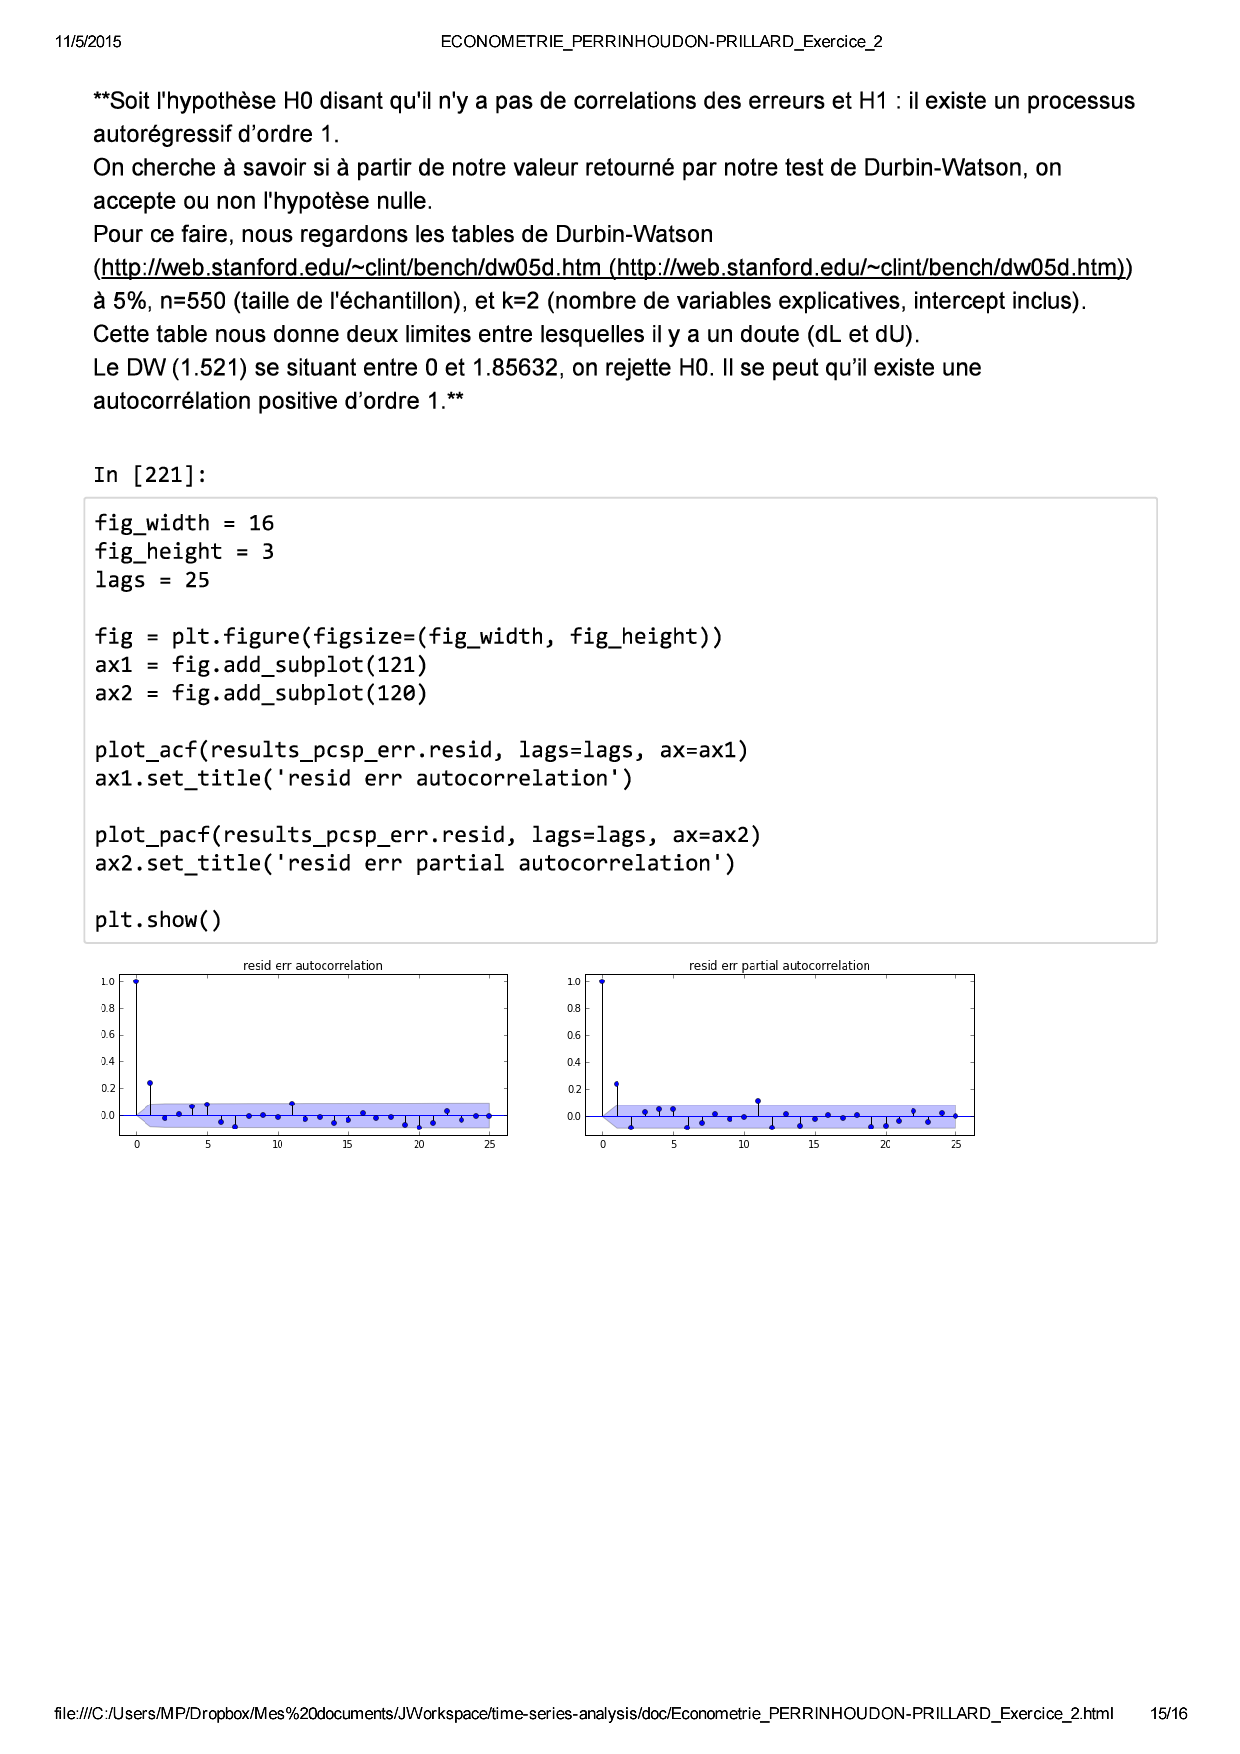 11/5/2015 ECONOMETRIE_PERRINHOUDON-PRILLARD_Exercice_2
**Soit l'hypothèse H0 disant qu'il n'y a pas de correlations des erreurs et H1 : il existe un processus
autorégressif d’ordre 1.
On cherche à savoir si à partir de notre valeur retourné par notre test de Durbin-Watson, on
accepte ou non l'hypotèse nulle.
Pour ce faire, nous regardons les tables de Durbin-Watson
(http://web.stanford.edu/~clint/bench/dw05d.htm (http://web.stanford.edu/~clint/bench/dw05d.htm))
à 5%, n=550 (taille de l'échantillon), et k=2 (nombre de variables explicatives, intercept inclus).
Cette table nous donne deux limites entre lesquelles il y a un doute (dL et dU).
Le DW (1.521) se situant entre 0 et 1.85632, on rejette H0. Il se peut qu’il existe une
autocorrélation positive d’ordre 1.**
In [221]:
fig_width = 16
fig_height = 3
lags = 25
fig = plt.figure(figsize=(fig_width, fig_height))
ax1 = fig.add_subplot(121)
ax2 = fig.add_subplot(120)
plot_acf(results_pcsp_err.resid, lags=lags, ax=ax1)
ax1.set_title('resid err autocorrelation')
plot_pacf(results_pcsp_err.resid, lags=lags, ax=ax2)
ax2.set_title('resid err partial autocorrelation')
plt.show()
resid err autocorrelation
1.0
0.8
0.6
0.4
0.2
0.0
0 5 10 15 20 25
resid err partial autocorrelation
1.0
0.8
0.6
0.4
0.2
0.0
0 5 10 15 20 25
file:///C:/Users/MP/Dropbox/Mes%20documents/JWorkspace/time-series-analysis/doc/Econometrie_PERRINHOUDON-PRILLARD_Exercice_2.html 15/16